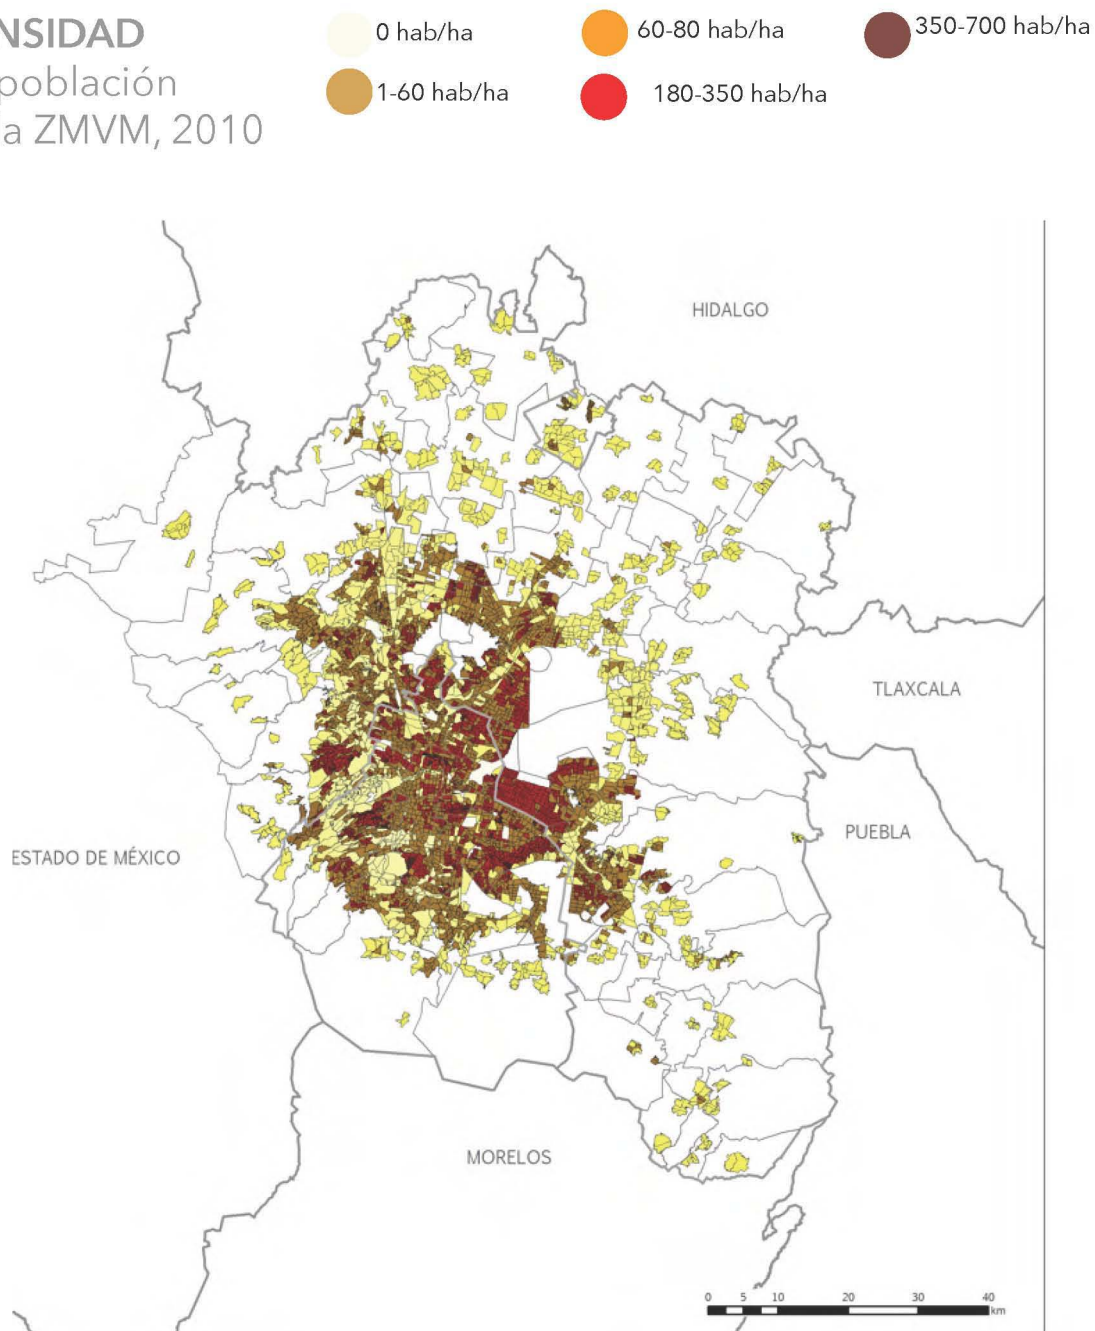 NSIDAD
población
a ZMVM, 2010
0 hab/ha
1-60 hab/ha
60-80 hab/ha
180-350 hab/ha
350-700 hab/ha
HIDALGO
TLAXCALA
PUEBLA
ESTADO DE MÉXICO
MORELOS
0 5 10 20 30 40
km